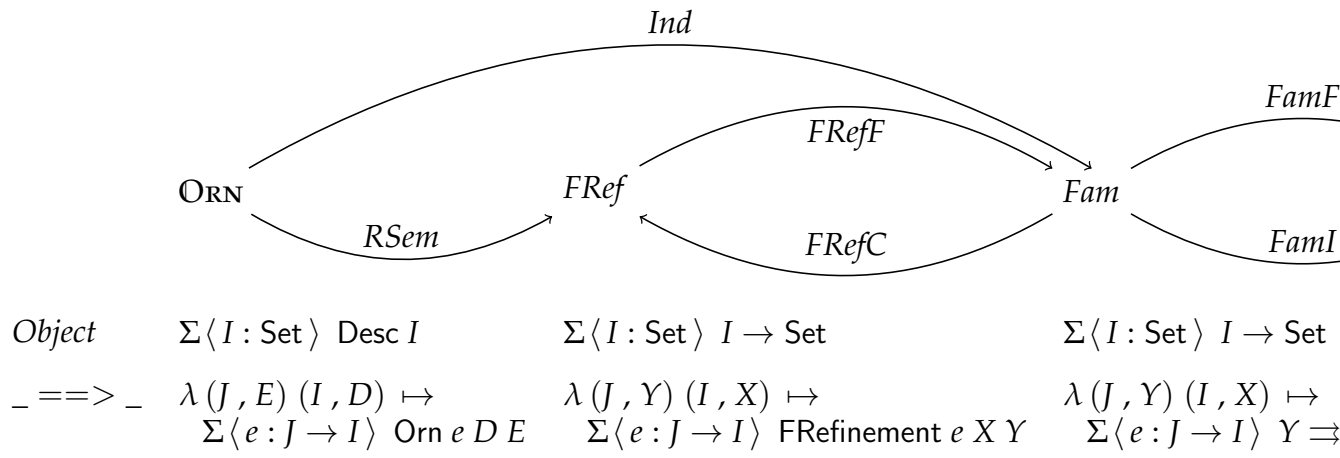 Ind
FamF
FRefF
ORN FRef Fam
RSem FRefC FamI
Object Σ⟨ I : Set ⟩ Desc I Σ⟨ I : Set ⟩ I → Set Σ⟨ I : Set ⟩ I → Set
_ ==> _ λ (J , E) (I , D) ↦ λ (J , Y) (I , X) ↦ λ (J , Y) (I , X) ↦
Σ⟨ e : J → I ⟩ Orn e D E Σ⟨ e : J → I ⟩ FRefinement e X Y Σ⟨ e : J → I ⟩ Y ⇉